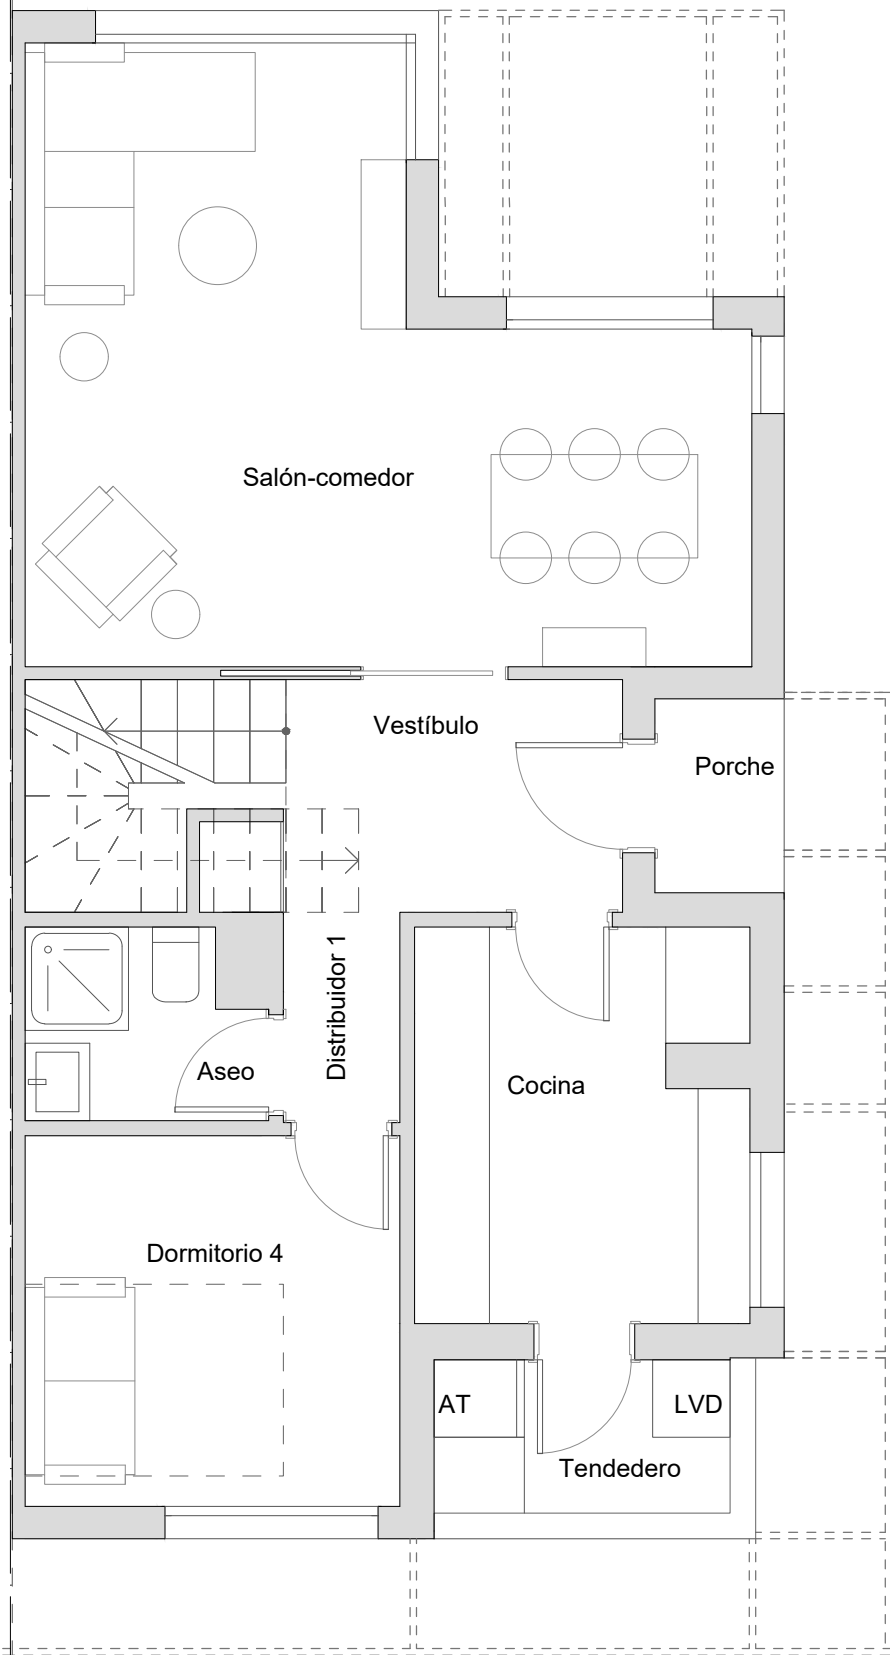 Salón-comedor
Vestíbulo
Porche
Distribuidor 1
Aseo
Cocina
Dormitorio 4
AT
LVD
Tendedero